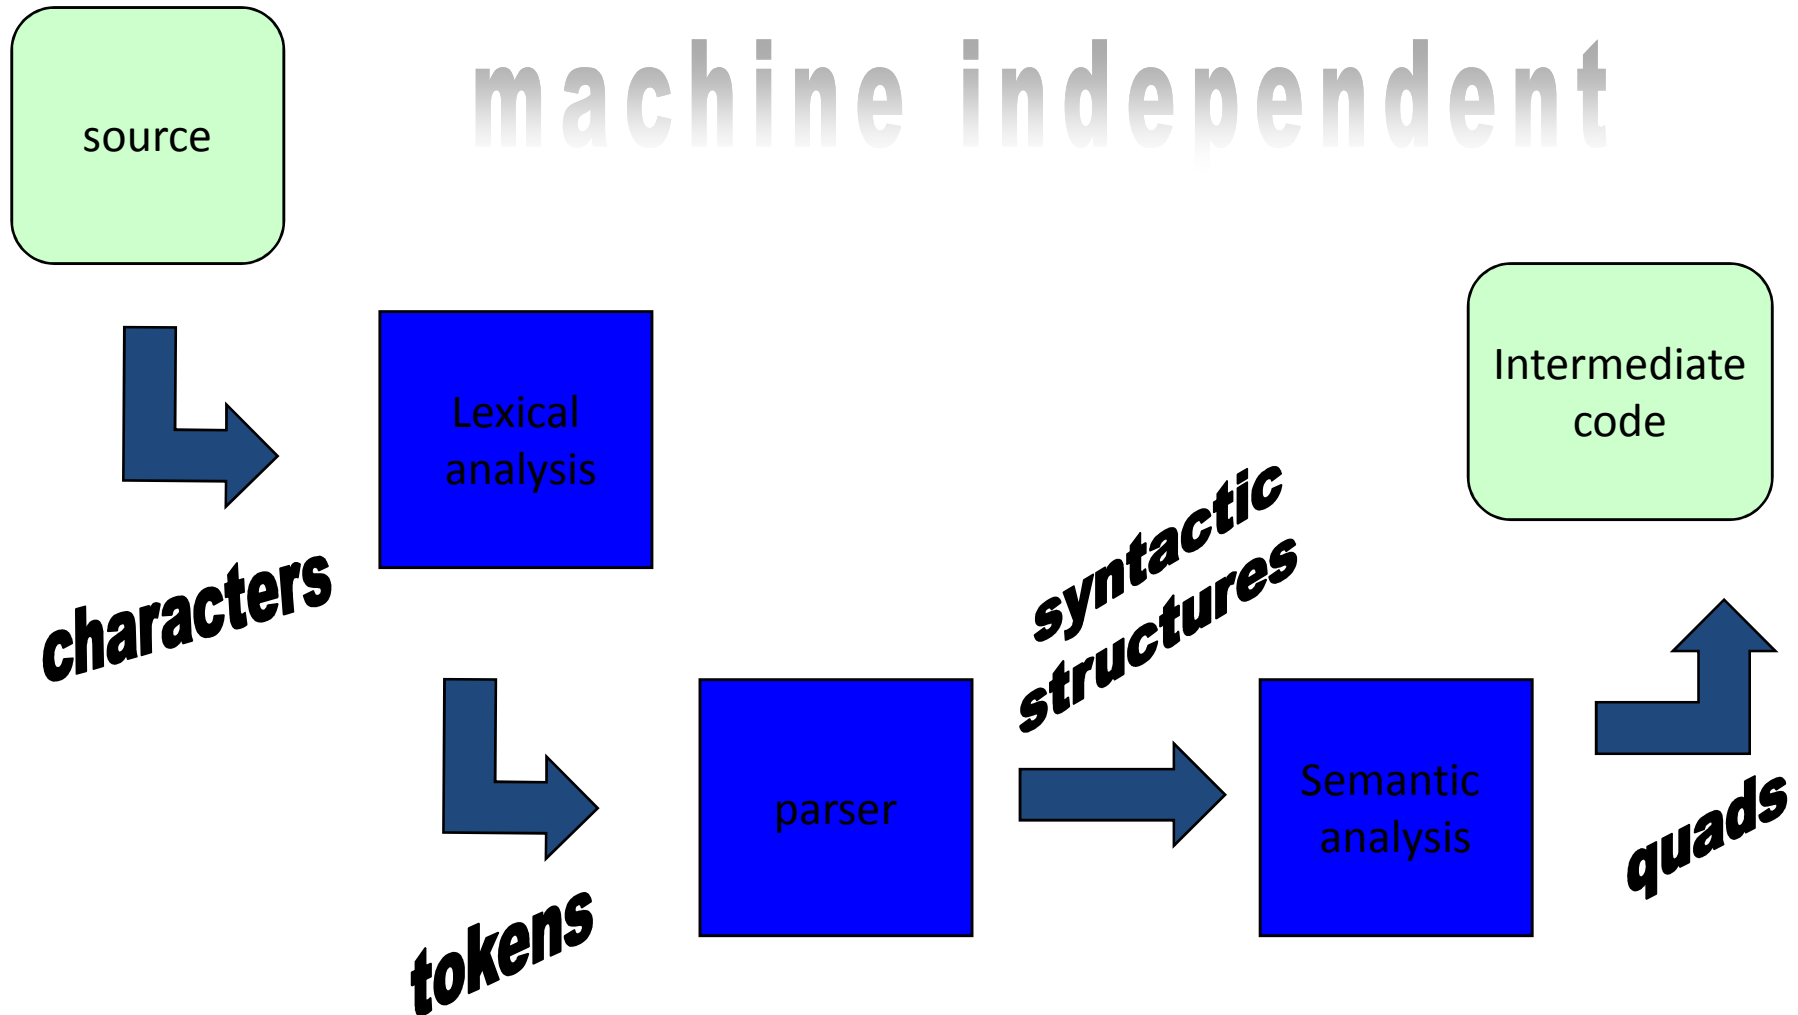 machine independent
source
Lexical
analysis
Intermediate
code
characters
syntactic
structures
parser
Semantic
analysis
quads
tokens